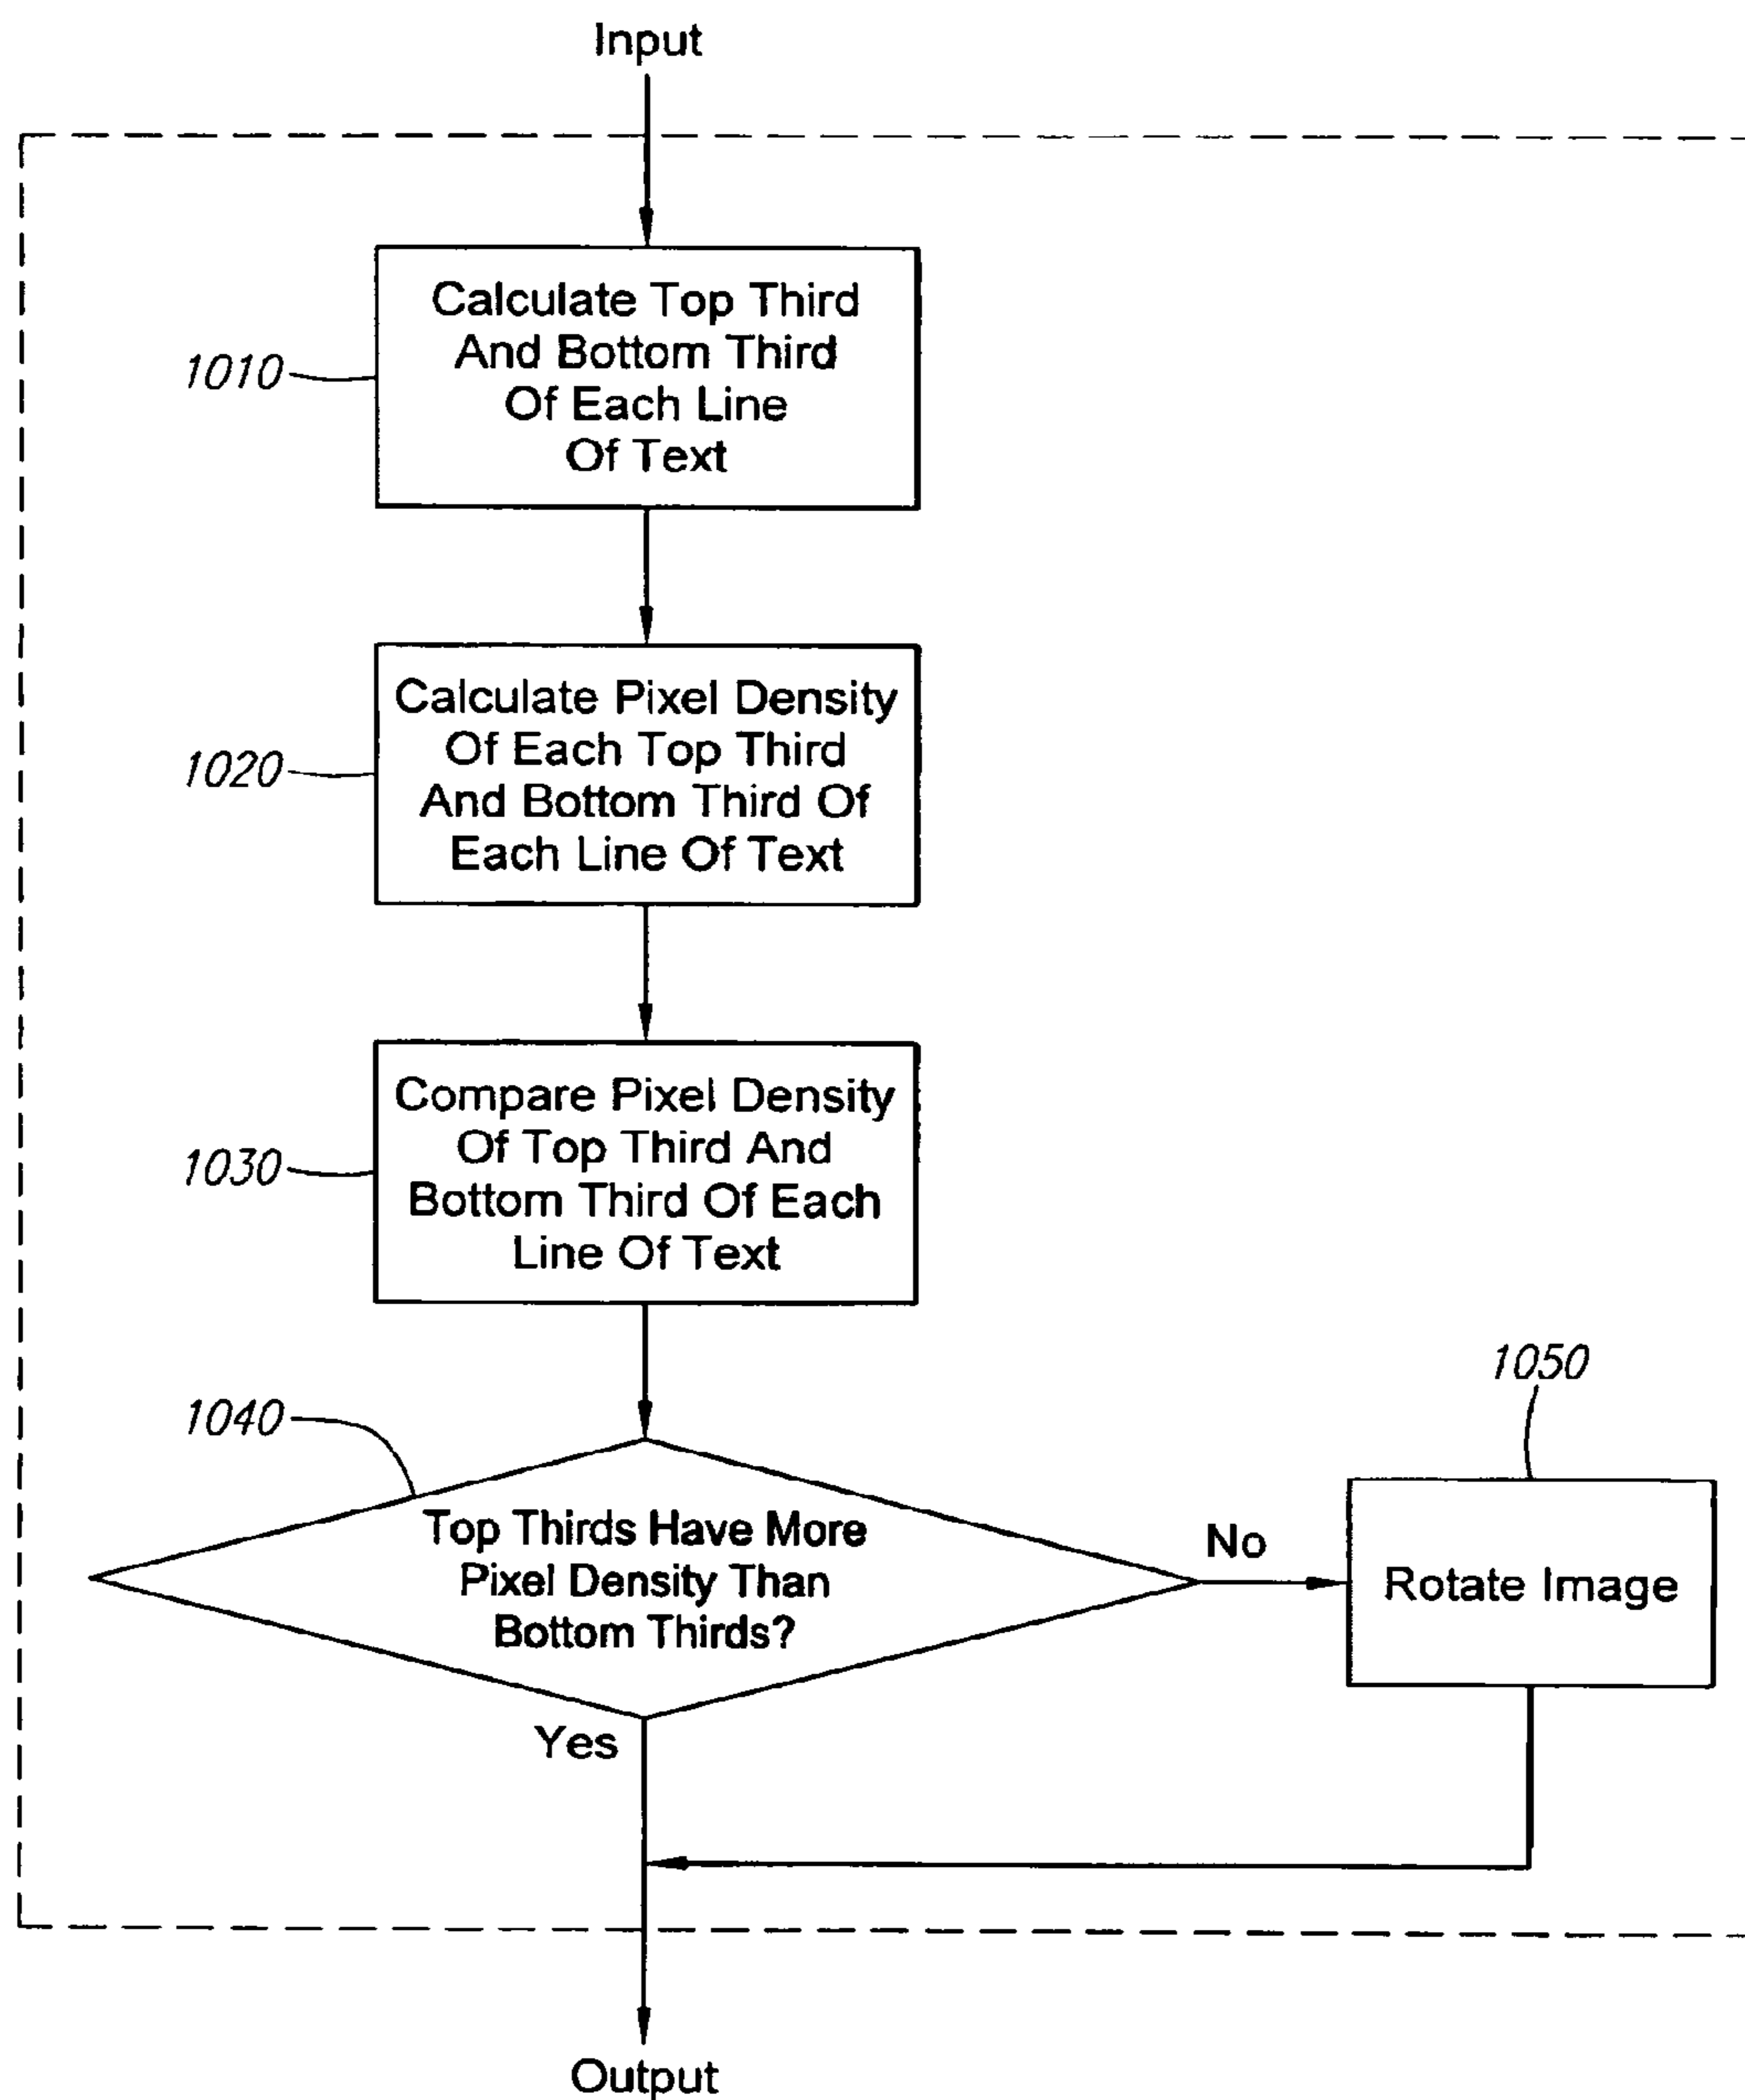 Input
Calculate Top Third
And Bottom Third
Of Each Line
Of Text
1010
Calculate Pixel Density
Of Each Top Third
And Bottom Third Of
Each Line Of Text
1020
Compare Pixel Density
Of Top Third And
Bottom Third Of Each
Line Of Text
1030
1040
Top Thirds Have More
Pixel Density Than
Bottom Thirds?
No
1050
Rotate Image
Yes
Output